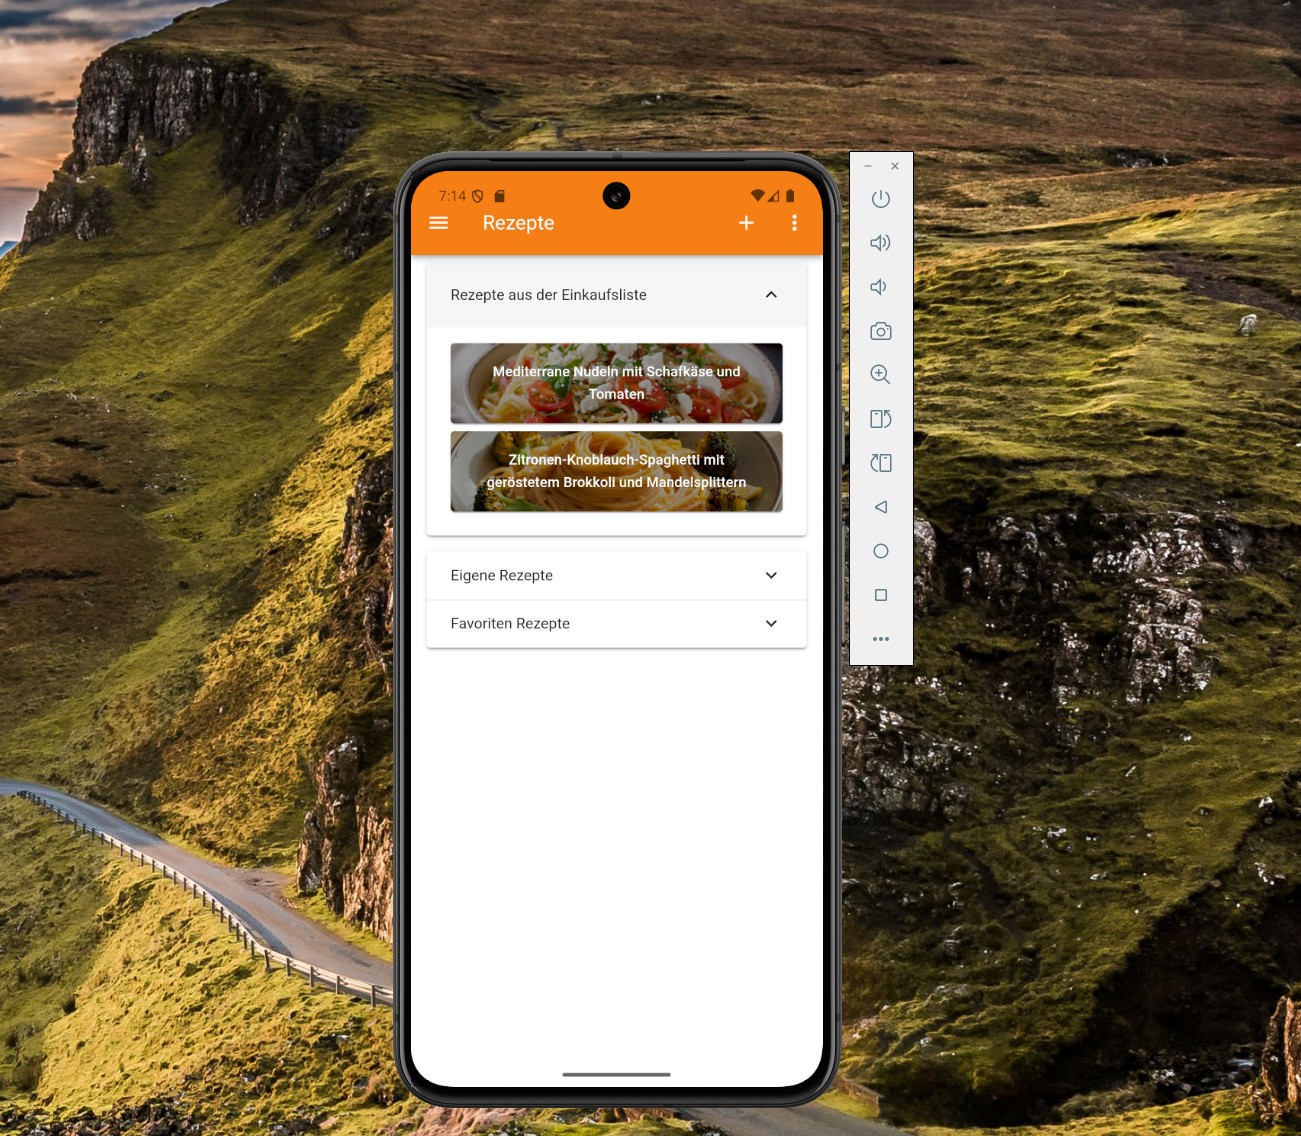 7:14
Rezepte
Rezepte aus der Einkaufsliste
Mediterrane Nudeln mit Schafkäse und
Tomaten
Zitronen-Knoblauch-Spaghetti mit
geröstetem Brokkoli und Mandelsplittern
Eigene Rezepte
Favoriten Rezepte